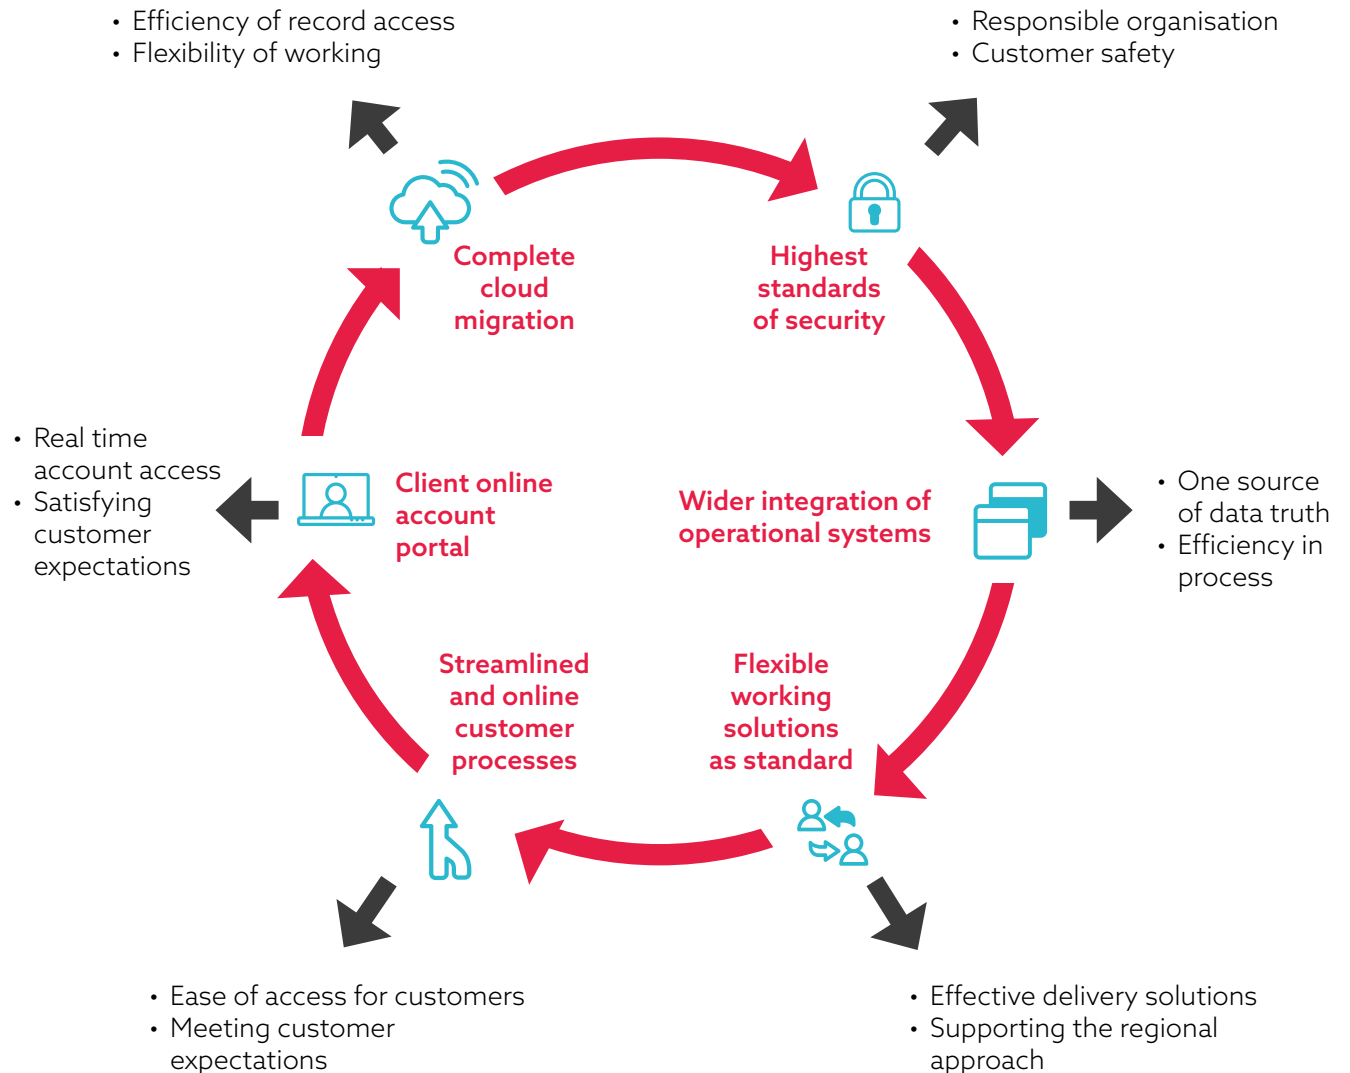 • Efficiency of record access
• Flexibility of working
• Responsible organisation
• Customer safety
Complete
cloud
migration
Highest
standards
of security
• Real time
account access
• Satisfying
customer
expectations
Client online
account
portal
Wider integration of
operational systems
• One source
of data truth
• Efficiency in
process
Streamlined
and online
customer
processes
Flexible
working
solutions
as standard
• Ease of access for customers
• Meeting customer
expectations
• Effective delivery solutions
• Supporting the regional
approach